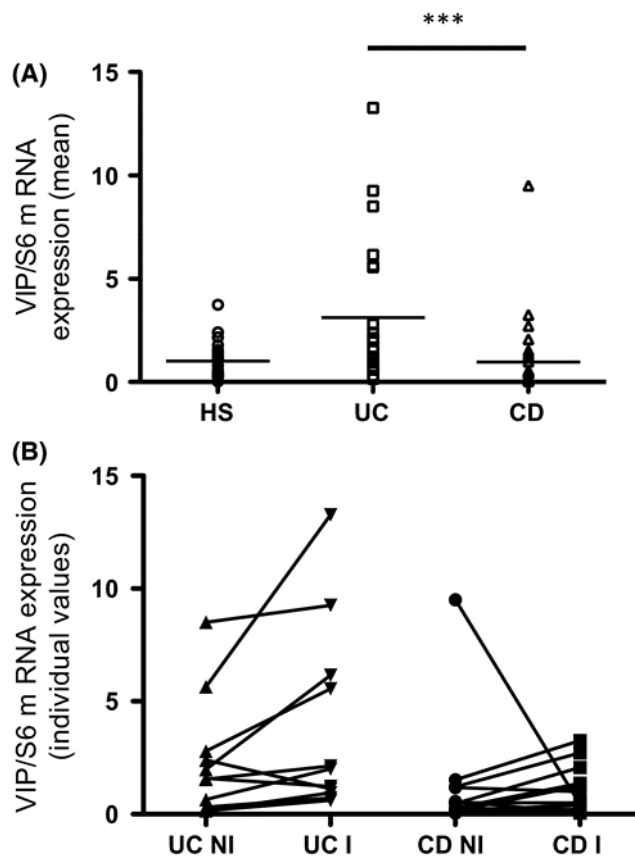 ***
(A)
15
10
5
0
VIP/S6 m RNA
expression (mean)
HS UC CD
(B)
15
10
5
0
VIP/S6 m RNA expression
(individual values)
UC NI UC I CD NI CD I